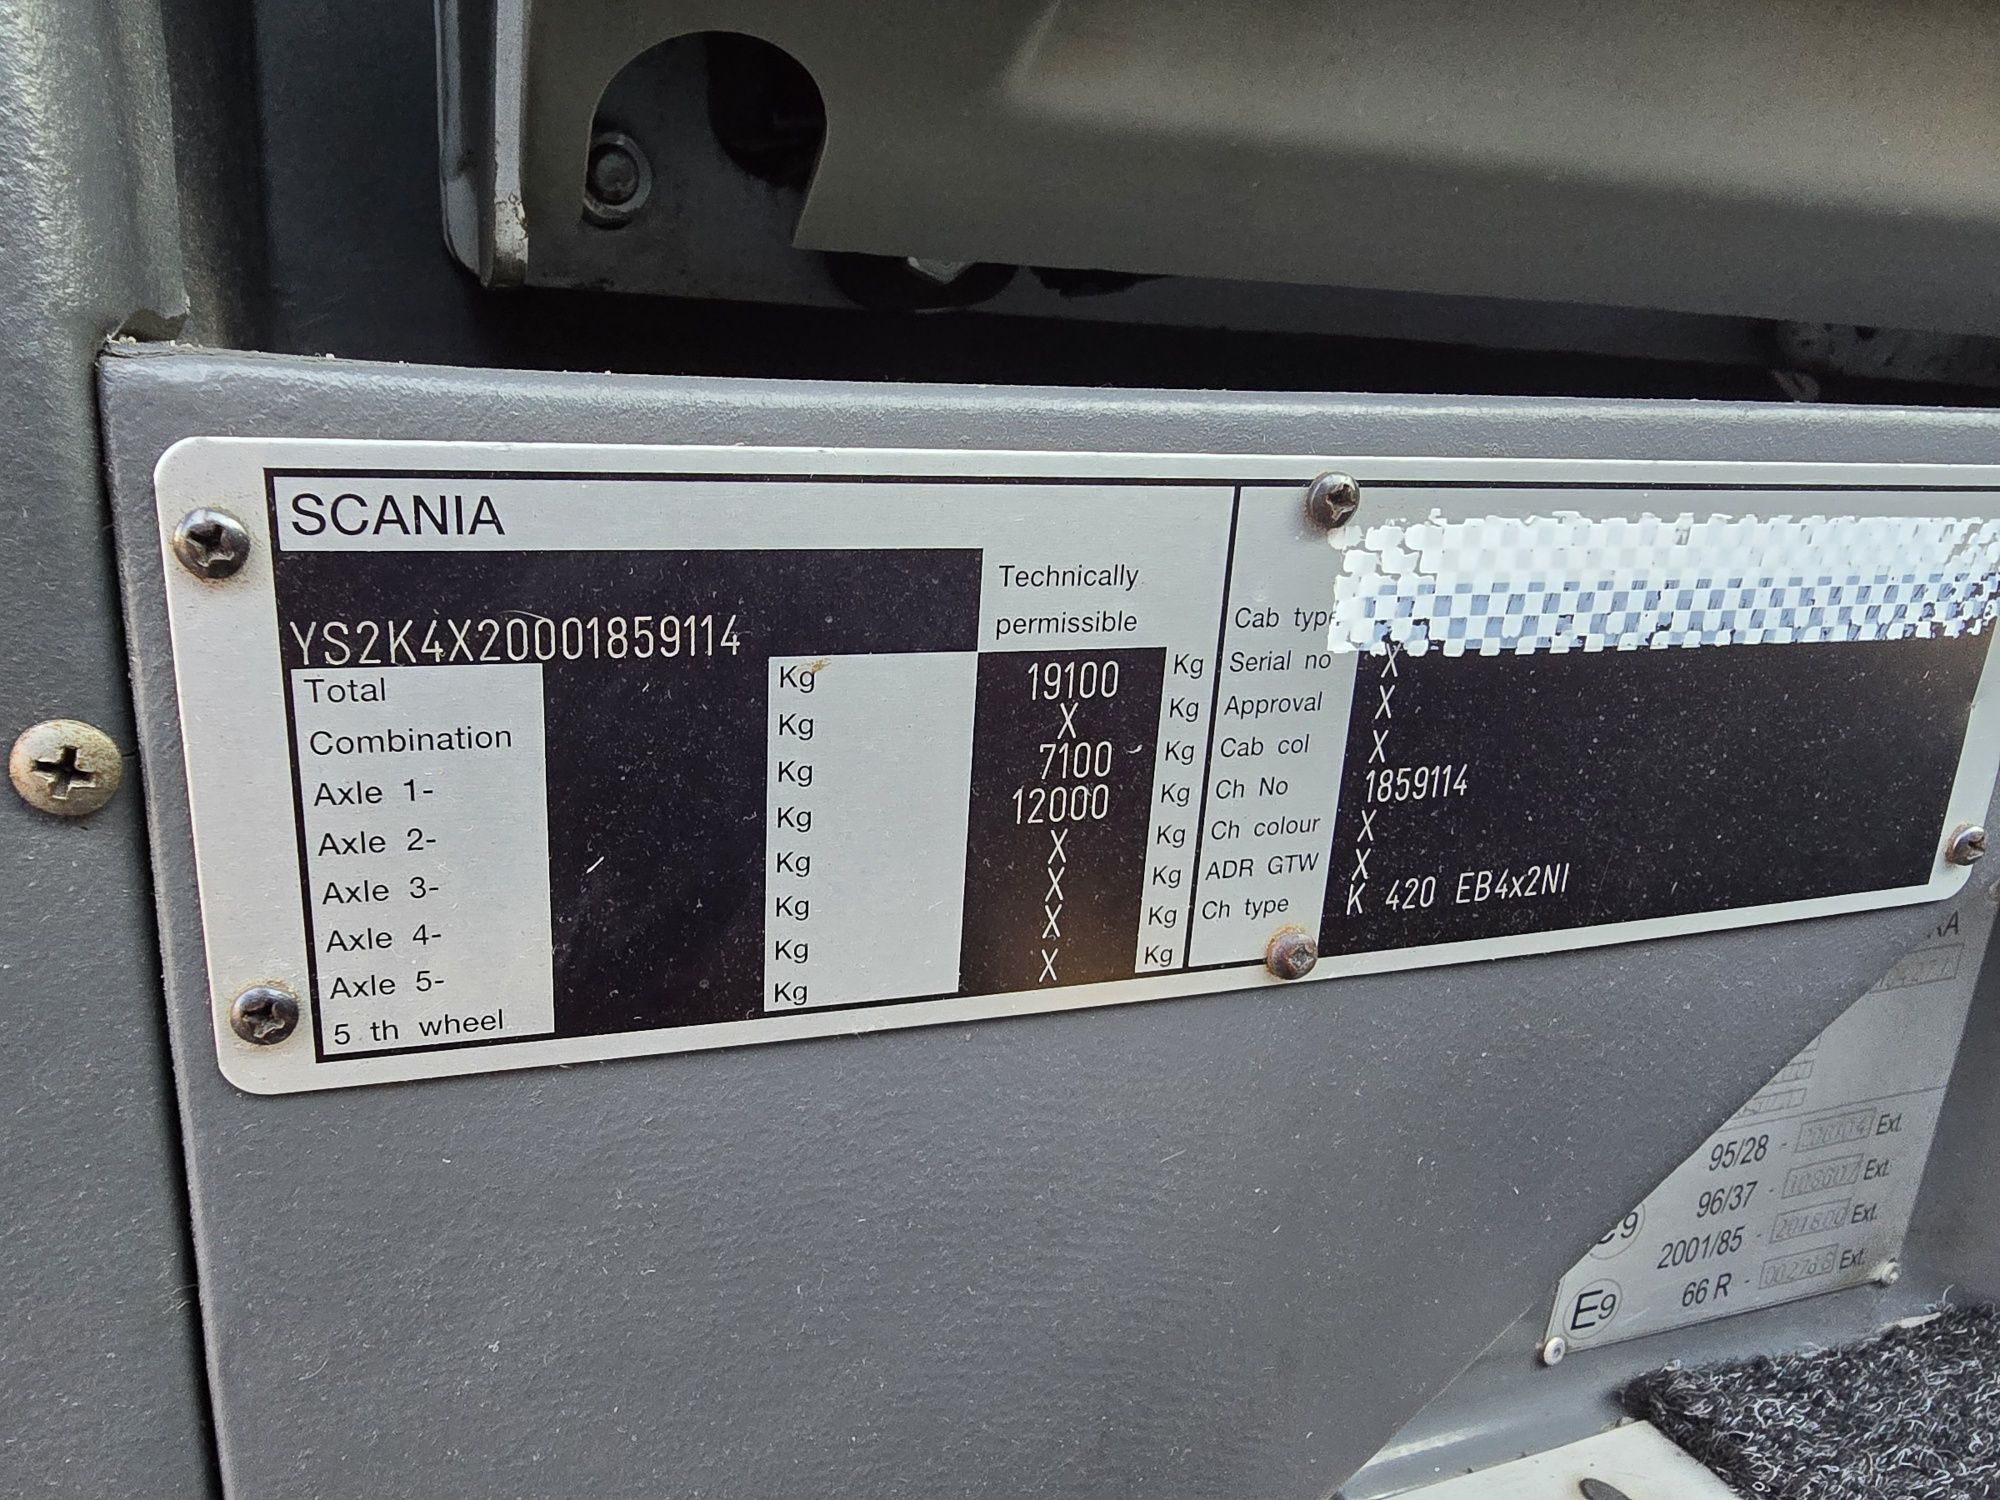 SCANIA
Technically
permissible
YS2K4X20001859114
Total Kg 19100 Kg
Combination Kg X Kg
Axle 1- Kg 7100 Kg
Axle 2- Kg 12000 Kg
Axle 3- Kg X Kg
Axle 4- Kg X Kg
Axle 5- Kg X Kg
5 th wheel Kg X Kg
Cab type
Serial no X
Approval X
Cab col X
Ch No 1859114
Ch colour X
ADR GTW X
Ch type K 420 EB4x2NI
95/28 - Ext.
96/37 - Ext.
2001/85 - Ext.
E9 66 R - Ext.